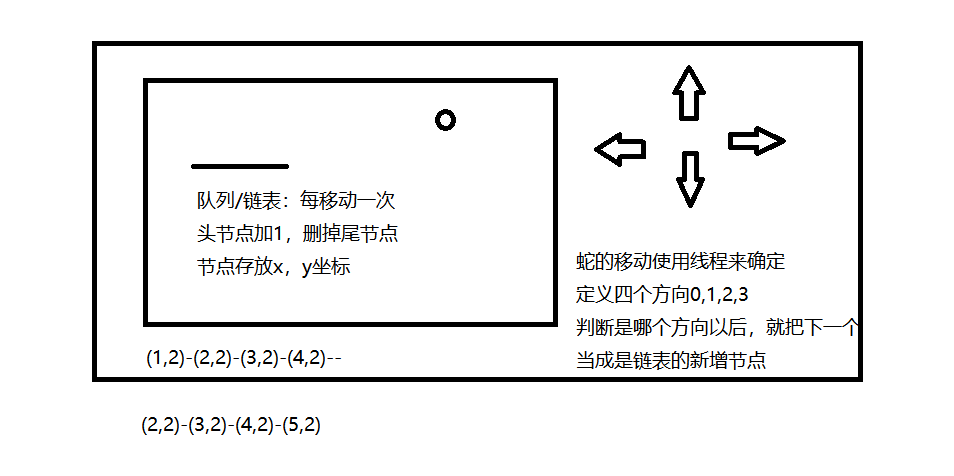 队列/链表：每移动一次
头节点加1，删掉尾节点
节点存放x，y坐标
蛇的移动使用线程来确定
定义四个方向0,1,2,3
判断是哪个方向以后，就把下一个
当成是链表的新增节点
(1,2)-(2,2)-(3,2)-(4,2)--
(2,2)-(3,2)-(4,2)-(5,2)